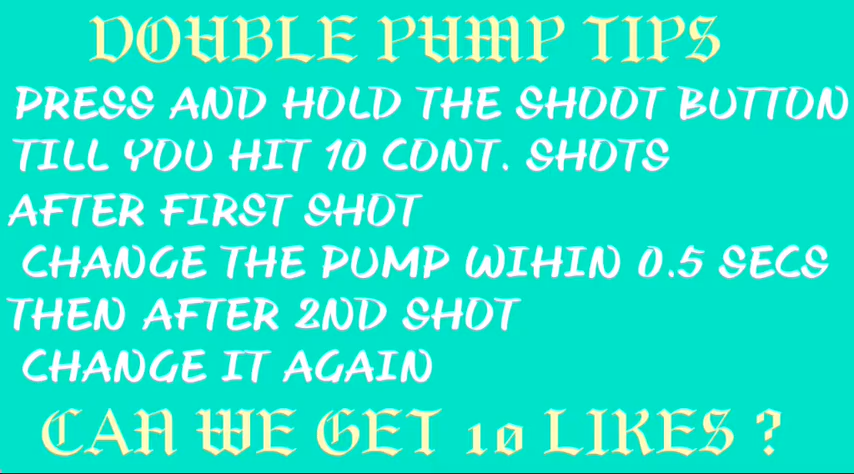 DOUBLE PUMP TIPS
PRESS AND HOLD THE SHOOT BUTTON
TILL YOU HIT 10 CONT. SHOTS
AFTER FIRST SHOT
CHANGE THE PUMP WIHIN 0.5 SECS
THEN AFTER 2ND SHOT
CHANGE IT AGAIN
CAN WE GET 10 LIKES ?